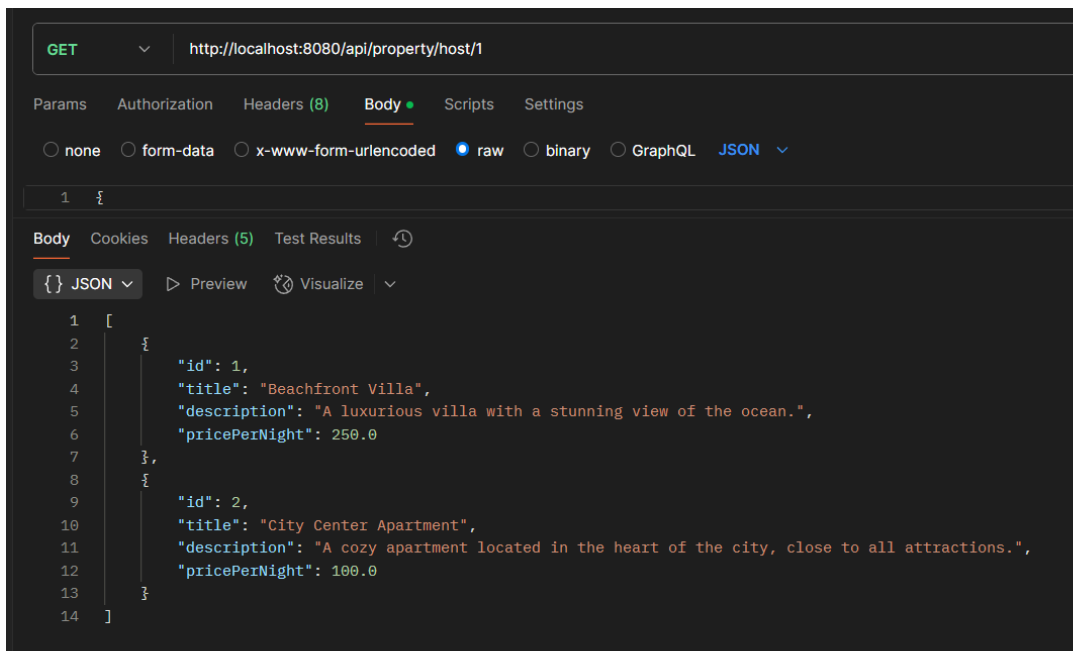 GET http://localhost:8080/api/property/host/1
Params Authorization Headers (8) Body Scripts Settings
none form-data x-www-form-urlencoded raw binary GraphQL JSON
1 {
Body Cookies Headers (5) Test Results
{} JSON Preview Visualize
1 [
2 {
3 "id": 1,
4 "title": "Beachfront Villa",
5 "description": "A luxurious villa with a stunning view of the ocean.",
6 "pricePerNight": 250.0
7 },
8 {
9 "id": 2,
10 "title": "City Center Apartment",
11 "description": "A cozy apartment located in the heart of the city, close to all attractions.",
12 "pricePerNight": 100.0
13 }
14 ]